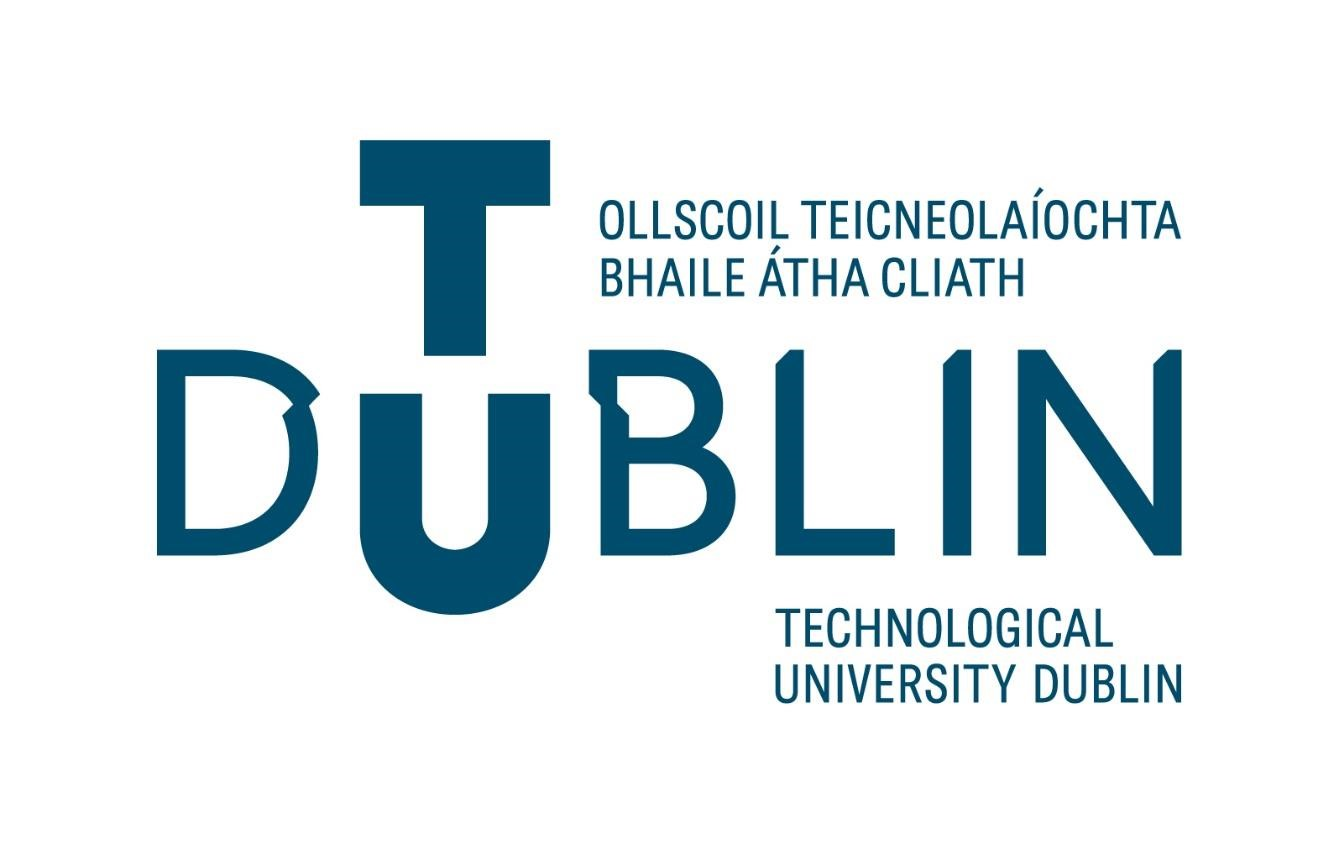 T
OLLSCOIL TEICNEOLAÍOCHTA
BHAILE ÁTHA CLIATH
DUBLIN
TECHNOLOGICAL
UNIVERSITY DUBLIN